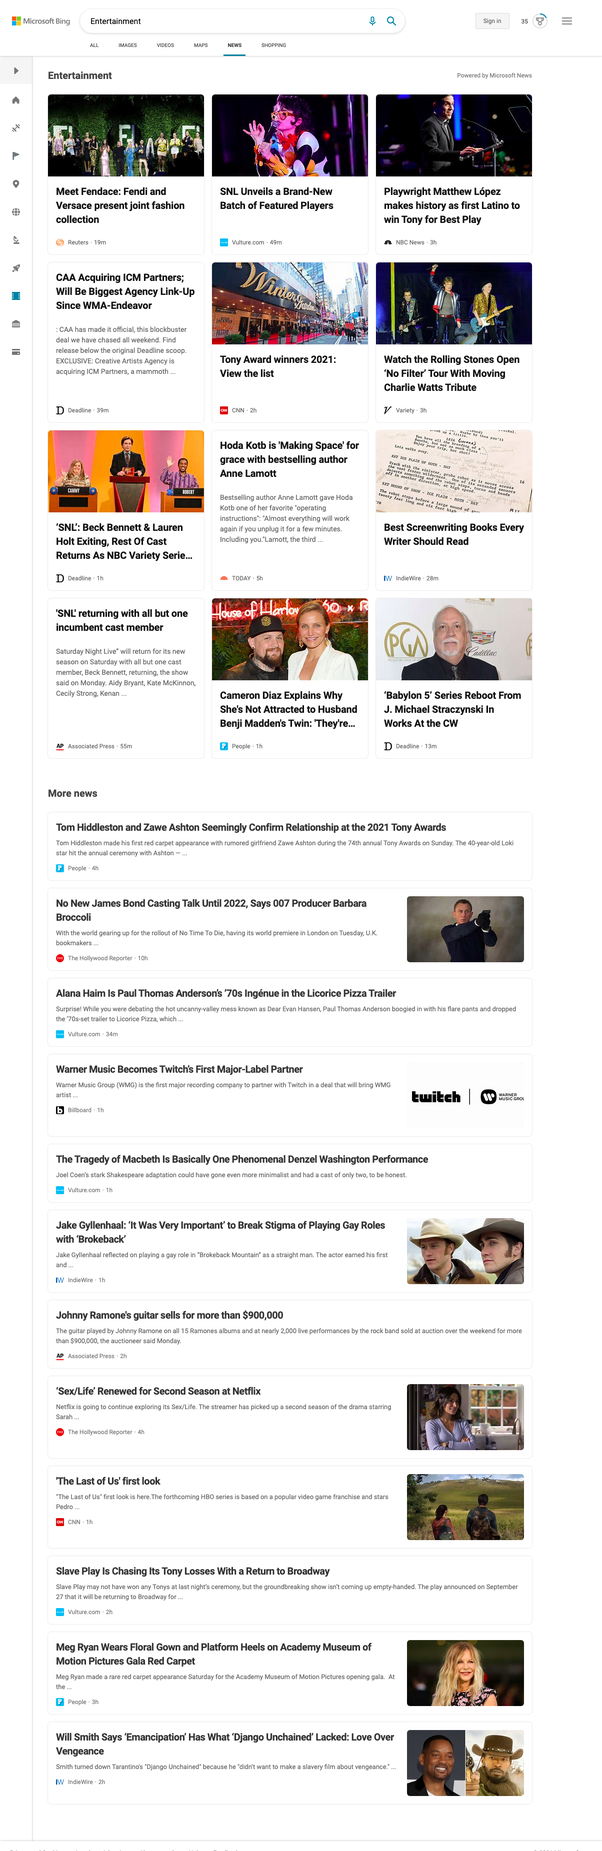 Microsoft Bing
Entertainment
Sign in
35
ALL
IMAGES
VIDEOS
MAPS
NEWS
SHOPPING
Entertainment
Powered by Microsoft News
Meet Fendace: Fendi and
Versace present joint fashion
collection
Reuters · 19m
SNL Unveils a Brand-New
Batch of Featured Players
Vulture.com · 49m
Playwright Matthew López
makes history as first Latino to
win Tony for Best Play
NBC News · 3h
CAA Acquiring ICM Partners;
Will Be Biggest Agency Link-Up
Since WMA-Endeavor
: CAA has made it official, this blockbuster
deal we have chased all weekend. Find
release below the original Deadline scoop.
EXCLUSIVE: Creative Artists Agency is
acquiring ICM Partners, a mammoth ...
Deadline · 39m
Tony Award winners 2021:
View the list
CNN · 2h
Watch the Rolling Stones Open
‘No Filter’ Tour With Moving
Charlie Watts Tribute
Variety · 3h
CAMMY
ROBERT
‘SNL’: Beck Bennett & Lauren
Holt Exiting, Rest Of Cast
Returns As NBC Variety Serie...
Deadline · 1h
Hoda Kotb is 'Making Space' for
grace with bestselling author
Anne Lamott
Bestselling author Anne Lamott gave Hoda
Kotb one of her favorite "operating
instructions": "Almost everything will work
again if you unplug it for a few minutes.
Including you."Lamott, the third ...
TODAY · 5h
Best Screenwriting Books Every
Writer Should Read
IndieWire · 28m
'SNL' returning with all but one
incumbent cast member
Saturday Night Live” will return for its new
season on Saturday with all but one cast
member, Beck Bennett, returning, the show
said on Monday. Aidy Bryant, Kate McKinnon,
Cecily Strong, Kenan ...
AP Associated Press · 55m
House of Harlow
Cameron Diaz Explains Why
She's Not Attracted to Husband
Benji Madden's Twin: 'They're...
People · 1h
PGA
Cadillac
‘Babylon 5’ Series Reboot From
J. Michael Straczynski In
Works At the CW
Deadline · 13m
More news
Tom Hiddleston and Zawe Ashton Seemingly Confirm Relationship at the 2021 Tony Awards
Tom Hiddleston made his first red carpet appearance with rumored girlfriend Zawe Ashton during the 74th annual Tony Awards on Sunday. The 40-year-old Loki
star hit the annual ceremony with Ashton — ...
People · 4h
No New James Bond Casting Talk Until 2022, Says 007 Producer Barbara
Broccoli
With the world gearing up for the rollout of No Time To Die, having its world premiere in London on Tuesday, U.K.
bookmakers ...
The Hollywood Reporter · 10h
Alana Haim Is Paul Thomas Anderson’s ’70s Ingénue in the Licorice Pizza Trailer
Surprise! While you were debating the hot uncanny-valley mess known as Dear Evan Hansen, Paul Thomas Anderson boogied in with his flare pants and dropped
the ’70s-set trailer to Licorice Pizza, which ...
Vulture.com · 34m
Warner Music Becomes Twitch's First Major-Label Partner
Warner Music Group (WMG) is the first major recording company to partner with Twitch in a deal that will bring WMG
artist ...
Billboard · 1h
twitch
WARNER
MUSIC GROU
The Tragedy of Macbeth Is Basically One Phenomenal Denzel Washington Performance
Joel Coen’s stark Shakespeare adaptation could have gone even more minimalist and had a cast of only two, to be honest.
Vulture.com · 1h
Jake Gyllenhaal: ‘It Was Very Important’ to Break Stigma of Playing Gay Roles
with ‘Brokeback’
Jake Gyllenhaal reflected on playing a gay role in "Brokeback Mountain" as a straight man. The actor earned his first
and ...
IndieWire · 1h
Johnny Ramone's guitar sells for more than $900,000
The guitar played by Johnny Ramone on all 15 Ramones albums and at nearly 2,000 live performances by the rock band sold at auction over the weekend for more
than $900,000, the auctioneer said Monday.
AP Associated Press · 2h
‘Sex/Life’ Renewed for Second Season at Netflix
Netflix is going to continue exploring its Sex/Life. The streamer has picked up a second season of the drama starring
Sarah ...
The Hollywood Reporter · 4h
'The Last of Us' first look
"The Last of Us" first look is here.The forthcoming HBO series is based on a popular video game franchise and stars
Pedro ...
CNN · 1h
Slave Play Is Chasing Its Tony Losses With a Return to Broadway
Slave Play may not have won any Tonys at last night’s ceremony, but the groundbreaking show isn’t coming up empty-handed. The play announced on September
27 that it will be returning to Broadway for ...
Vulture.com · 2h
Meg Ryan Wears Floral Gown and Platform Heels on Academy Museum of
Motion Pictures Gala Red Carpet
Meg Ryan made a rare red carpet appearance Saturday for the Academy Museum of Motion Pictures opening gala. At
the ...
People · 3h
Will Smith Says ‘Emancipation’ Has What ‘Django Unchained’ Lacked: Love Over
Vengeance
Smith turned down Tarantino's "Django Unchained" because he "didn't want to make a slavery film about vengeance." ...
IndieWire · 2h